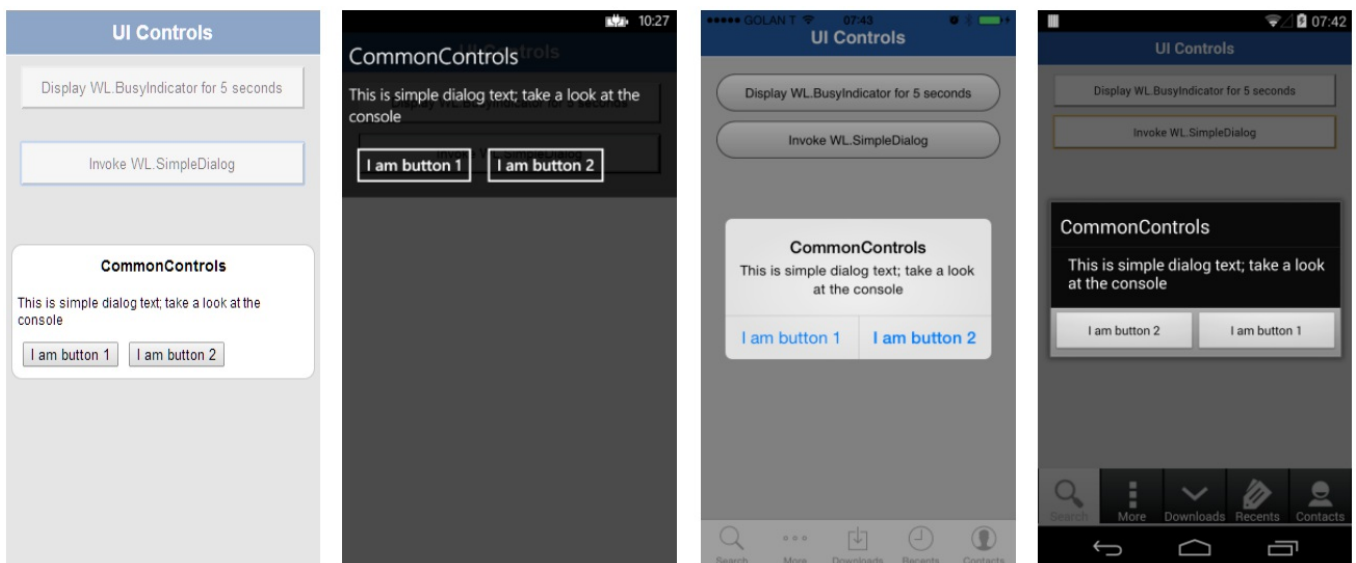 UI Controls
Display WL.BusyIndicator for 5 seconds
Invoke WL.SimpleDialog
CommonControls
This is simple dialog text; take a look at the
console
I am button 1
I am button 2
10:27
CommonControls
This is simple dialog text; take a look at the
console
I am button 1
I am button 2
GOLAN T 07:43
UI Controls
Display WL.BusyIndicator for 5 seconds
Invoke WL.SimpleDialog
CommonControls
This is simple dialog text; take a look
at the console
I am button 1
I am button 2
Search More Downloads Recents Contacts
07:42
UI Controls
Display WL.BusyIndicator for 5 seconds
Invoke WL.SimpleDialog
CommonControls
This is simple dialog text; take a look
at the console
I am button 2
I am button 1
Search More Downloads Recents Contacts